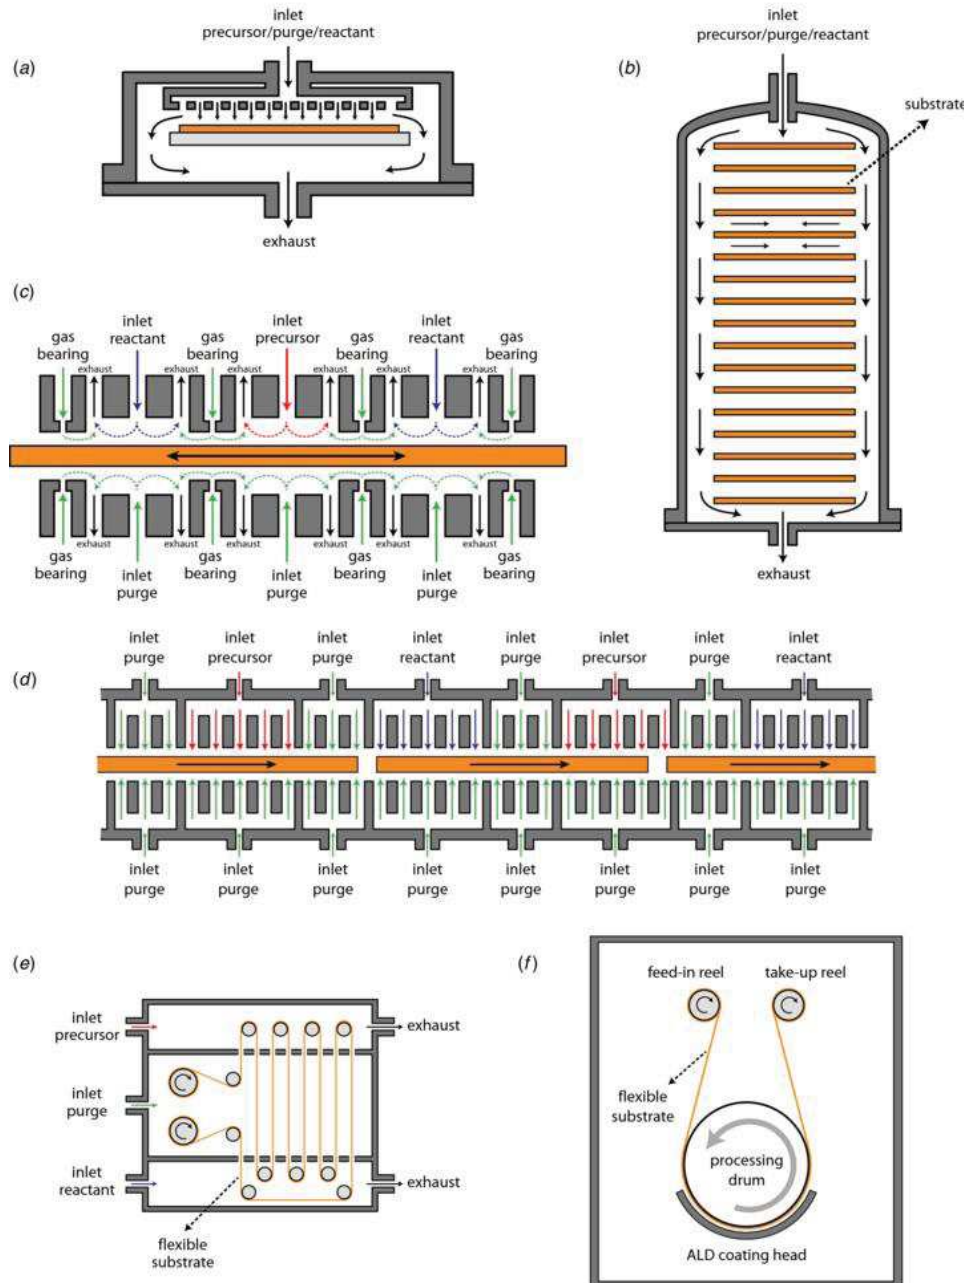 inlet
precursor/purge/reactant
(a)
exhaust
inlet
precursor/purge/reactant
(b)
substrate
exhaust
(c)
gas
bearing
inlet
reactant
gas
bearing
inlet
precursor
gas
bearing
inlet
reactant
gas
bearing
exhaust
exhaust
exhaust
exhaust
exhaust
exhaust
exhaust
exhaust
exhaust
exhaust
exhaust
exhaust
gas
bearing
inlet
purge
gas
bearing
inlet
purge
gas
bearing
inlet
purge
gas
bearing
(d)
inlet
purge
inlet
precursor
inlet
purge
inlet
reactant
inlet
purge
inlet
precursor
inlet
purge
inlet
reactant
inlet
purge
inlet
purge
inlet
purge
inlet
purge
inlet
purge
inlet
purge
inlet
purge
inlet
purge
(e)
inlet
precursor
exhaust
inlet
purge
inlet
reactant
exhaust
flexible
substrate
(f)
feed-in reel
take-up reel
flexible
substrate
processing
drum
ALD coating head